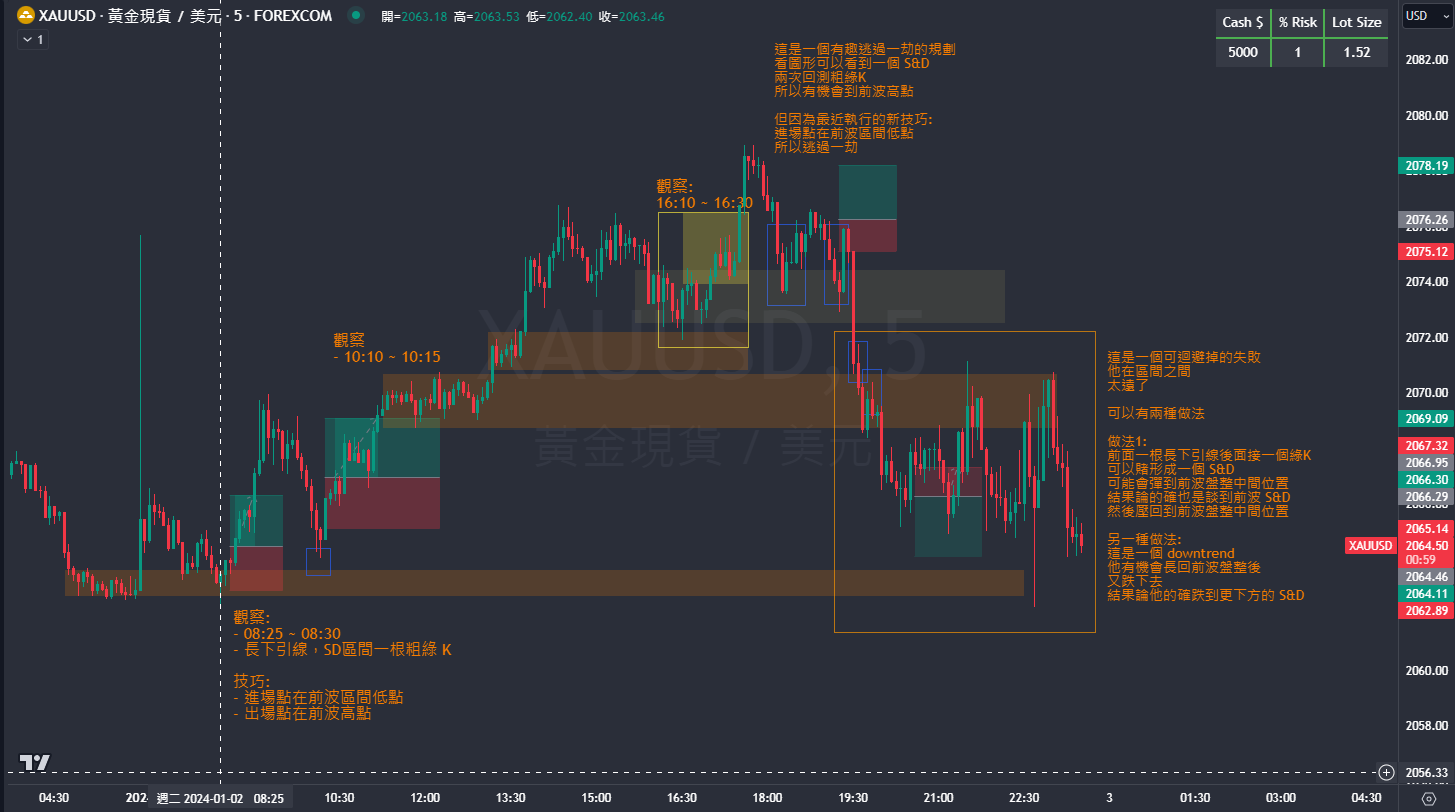 XAUUSD · 黃金現貨 / 美元 · 5 · FOREXCOM 開=2063.18 高=2063.53 低=2062.40 收=2063.46
1
Cash $ % Risk Lot Size
5000 1 1.52
USD
這是一個有趣逃過一劫的規劃
看圖形可以看到一個 S&D
兩次回測粗綠K
所以有機會到前波高點
但因為最近執行的新技巧:
進場點在前波區間低點
所以逃過一劫
觀察:
16:10 ~ 16:30
觀察
- 10:10 ~ 10:15
XAUUSD, 5
黃金現貨 / 美元
這是一個可迴避掉的失敗
他在區間之間
太遠了
可以有兩種做法
做法1:
前面一根長下引線後面接一個綠K
可以賭形成一個 S&D
可能會彈到前波盤整中間位置
結果論的確也是談到前波 S&D
然後壓回到前波盤整中間位置
另一種做法:
這是一個 downtrend
他有機會長回前波盤整後
又跌下去
結果論他的確跌到更下方的 S&D
觀察:
- 08:25 ~ 08:30
- 長下引線，SD區間一根粗綠 K
技巧:
- 進場點在前波區間低點
- 出場點在前波高點
2082.00
2080.00
2078.19
2076.26
2075.12
2074.00
2072.00
2070.00
2069.09
2067.32
2066.95
2066.30
2066.29
2065.14
XAUUSD 2064.50
00:59
2064.46
2064.11
2062.89
2060.00
2058.00
2056.33
04:30 202 週二 2024-01-02 08:25 10:30 12:00 13:30 15:00 16:30 18:00 19:30 21:00 22:30 3 01:30 03:00 04:30